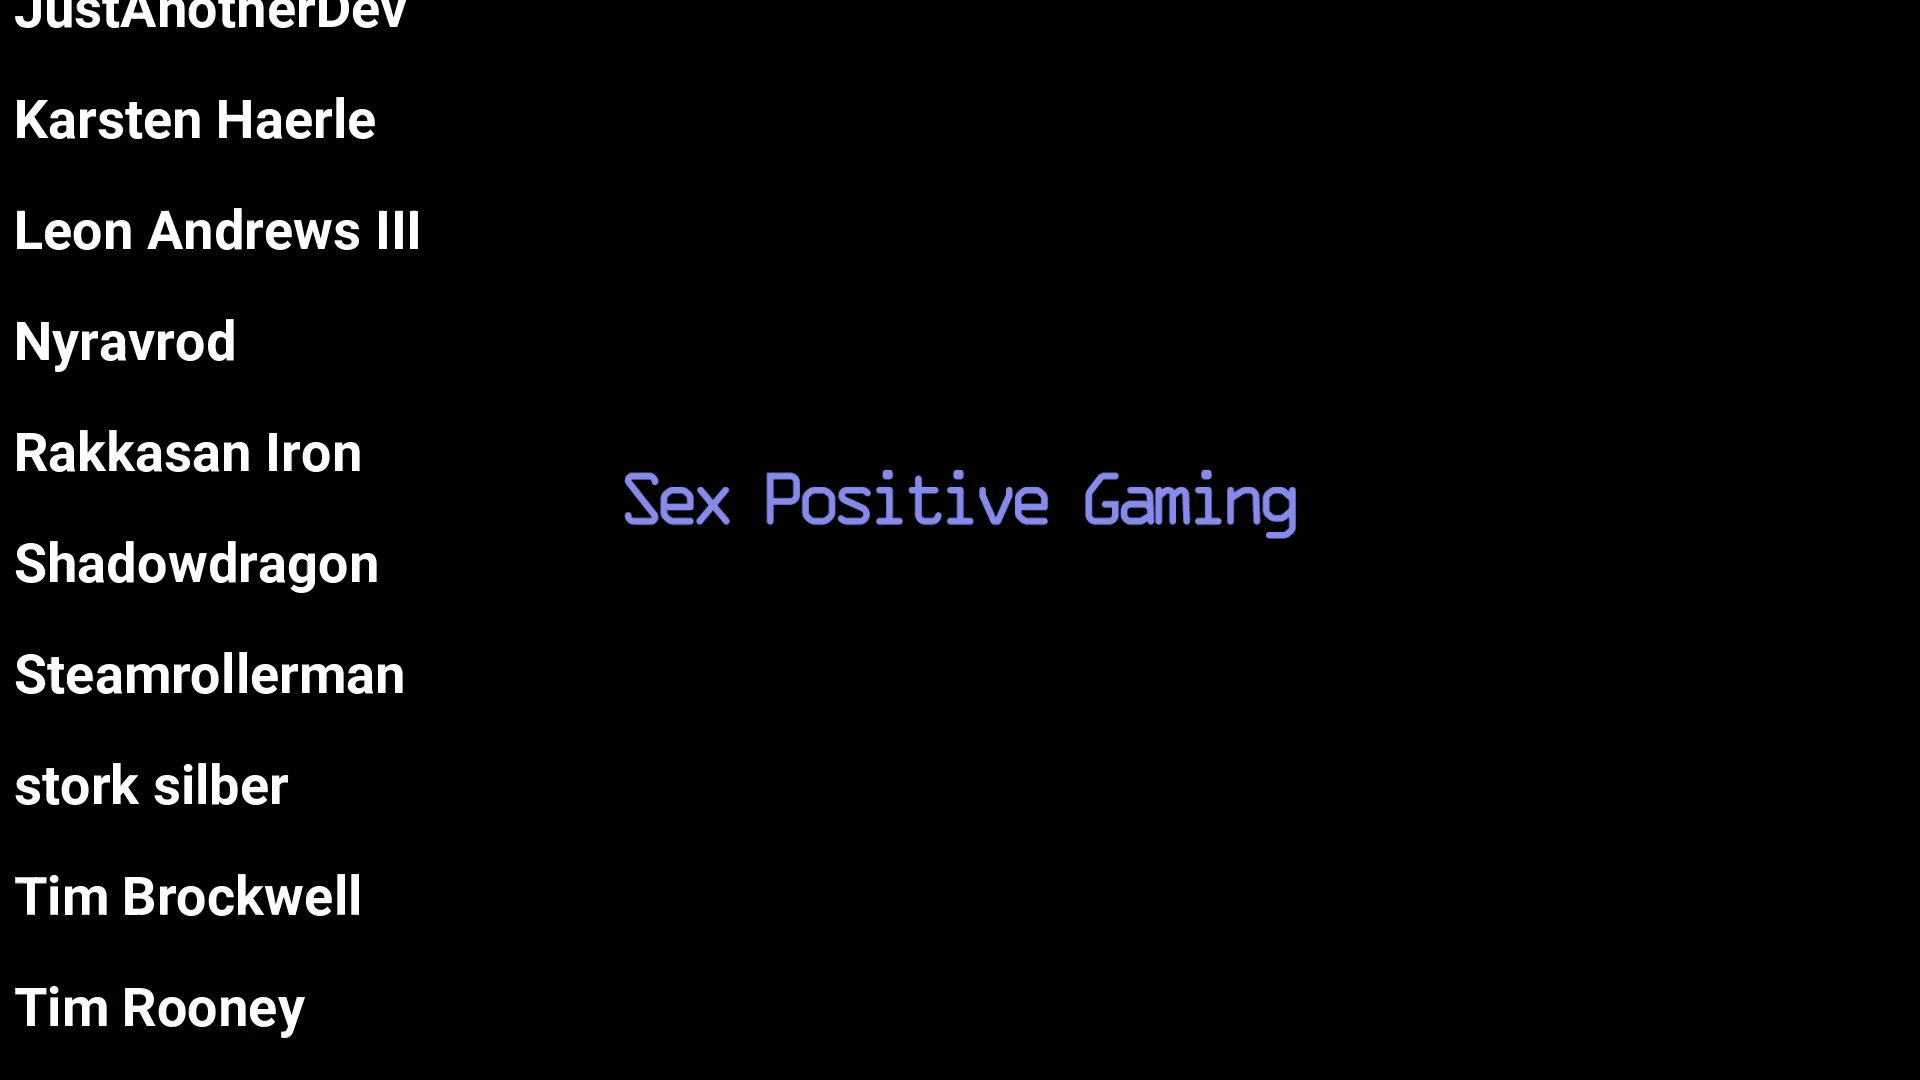 JustAnotherDev
Karsten Haerle
Leon Andrews III
Nyravrod
Rakkasan Iron
Sex Positive Gaming
Shadowdragon
Steamrollerman
stork silber
Tim Brockwell
Tim Rooney